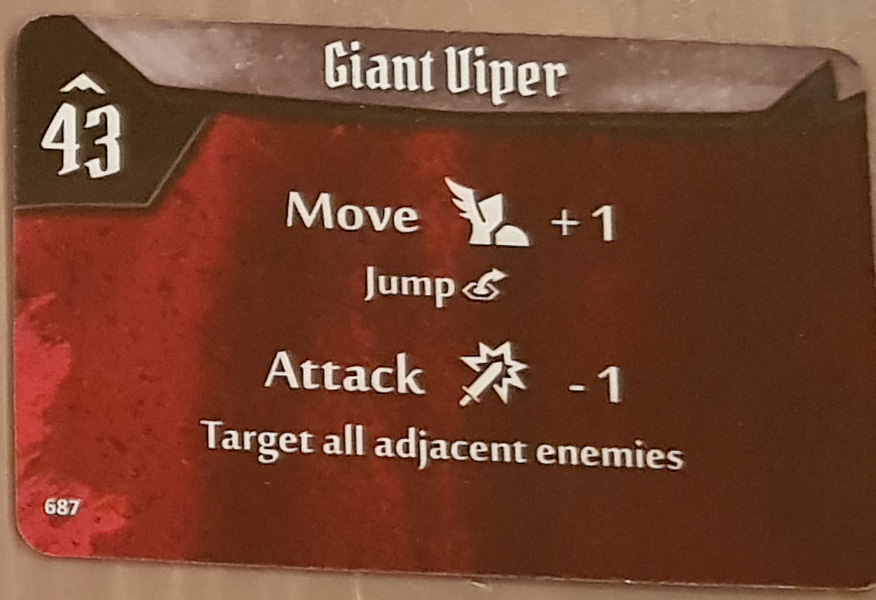 Giant Viper
43
Move + 1
Jump
Attack - 1
Target all adjacent enemies
687